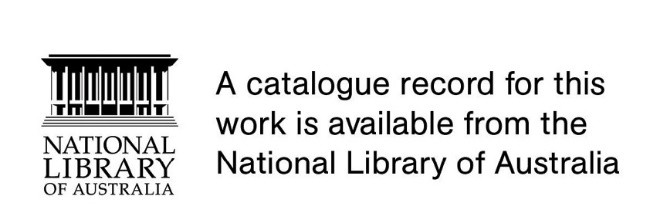 NATIONAL
LIBRARY
OF AUSTRALIA
A catalogue record for this
work is available from the
National Library of Australia